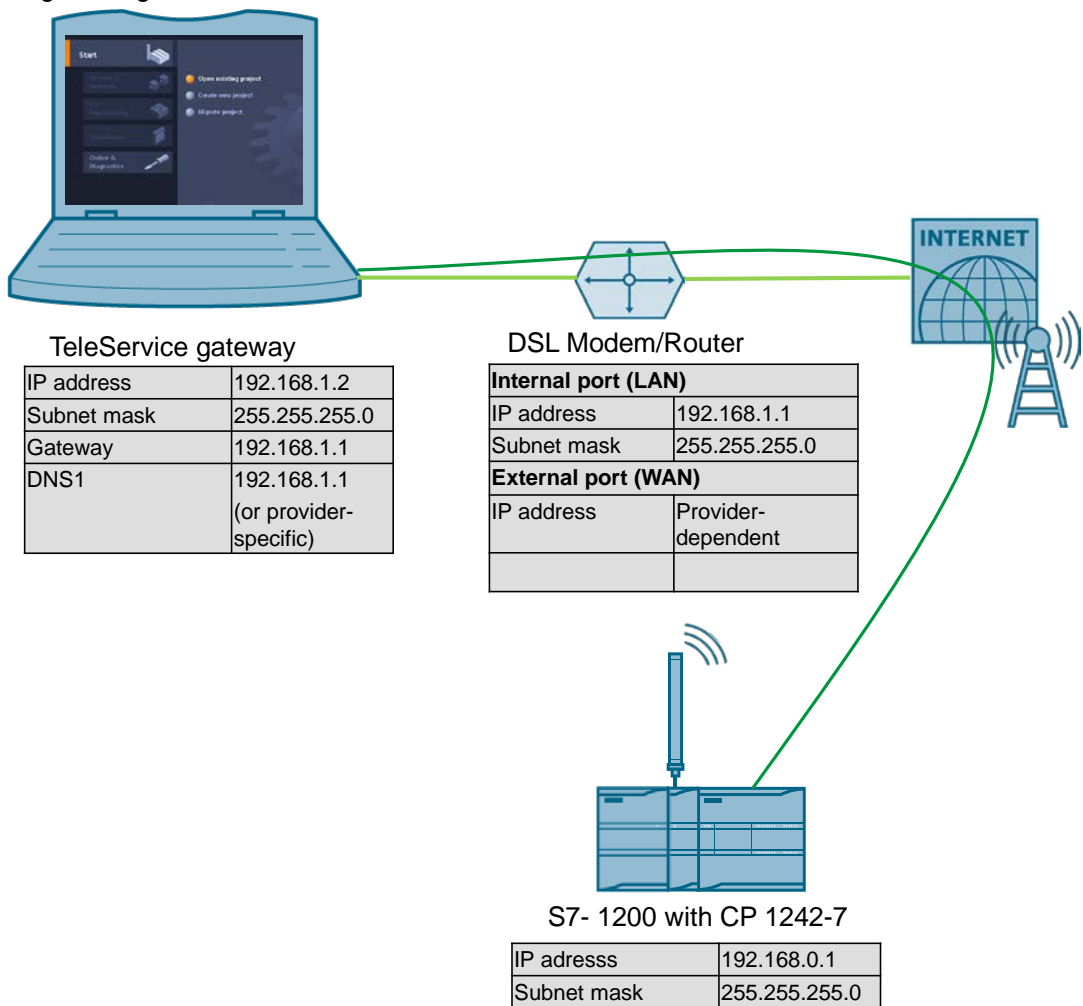 Start
Open existing project
Create new project
Migrate project
Online &
Diagnostics
INTERNET
TeleService gateway
IP address 192.168.1.2
Subnet mask 255.255.255.0
Gateway 192.168.1.1
DNS1 192.168.1.1
(or provider-
specific)
DSL Modem/Router
Internal port (LAN)
IP address 192.168.1.1
Subnet mask 255.255.255.0
External port (WAN)
IP address Provider-
dependent
S7- 1200 with CP 1242-7
IP adresss 192.168.0.1
Subnet mask 255.255.255.0